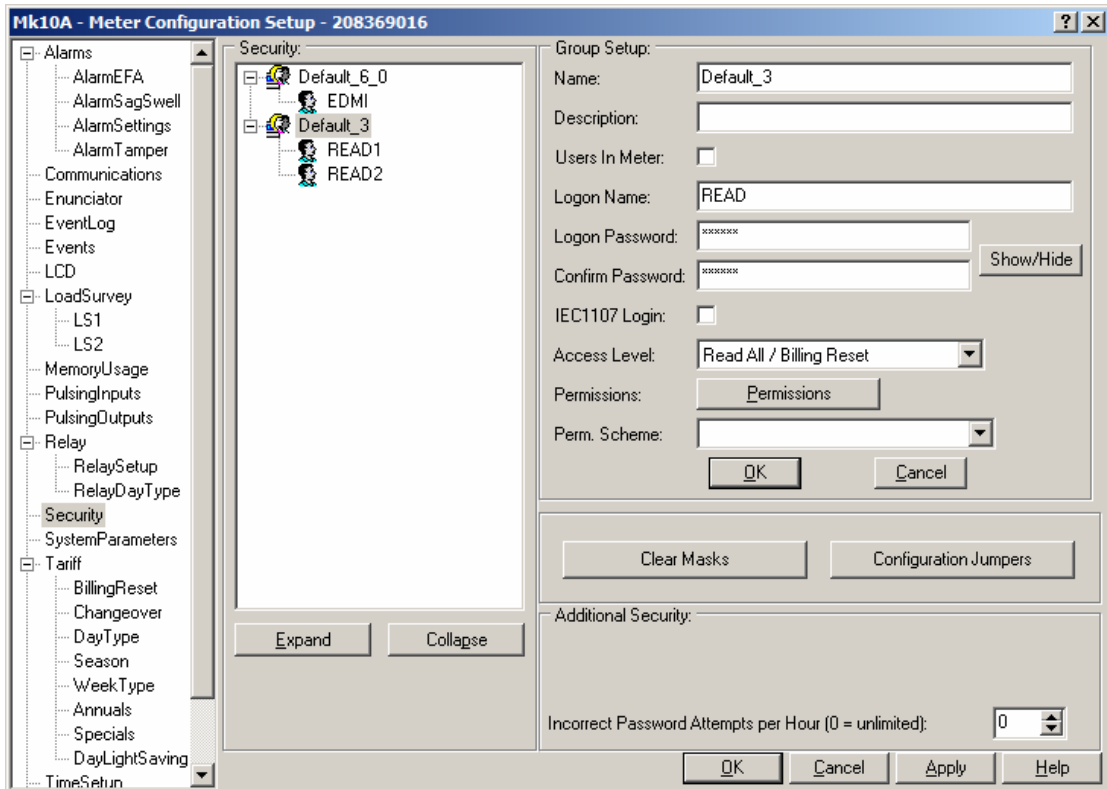 Mk10A - Meter Configuration Setup - 208369016
Alarms
AlarmEFA
AlarmSagSwell
AlarmSettings
AlarmTamper
Communications
Enunciator
EventLog
Events
LCD
LoadSurvey
LS1
LS2
MemoryUsage
PulsingInputs
PulsingOutputs
Relay
RelaySetup
RelayDayType
Security
SystemParameters
Tariff
BillingReset
Changeover
DayType
Season
WeekType
Annuals
Specials
DayLightSaving
TimeSetup
Security:
Default_6_0
EDMI
Default_3
READ1
READ2
Expand Collapse
Group Setup:
Name: Default_3
Description:
Users In Meter:
Logon Name: READ
Logon Password: ××××××
Show/Hide
Confirm Password: ××××××
IEC1107 Login:
Access Level: Read All / Billing Reset
Permissions: Permissions
Perm. Scheme:
OK Cancel
Clear Masks Configuration Jumpers
Additional Security:
Incorrect Password Attempts per Hour (0 = unlimited): 0
OK Cancel Apply Help